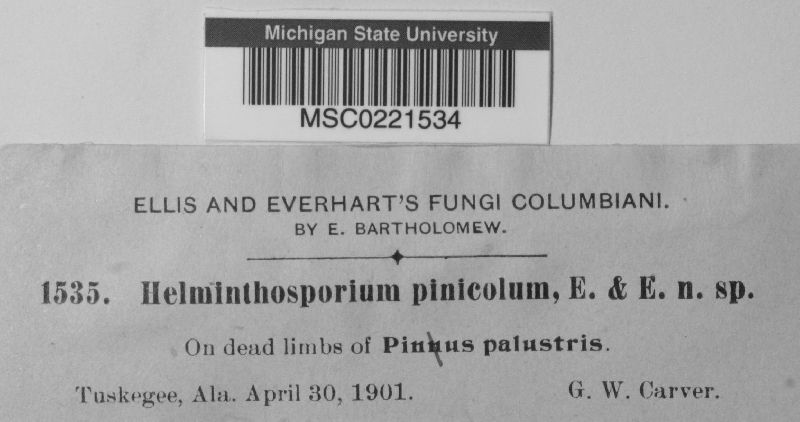 Michigan State University
MSC0221534
ELLIS AND EVERHART'S FUNGI COLUMBIANI.
BY E. BARTHOLOMEW.
1535. Helminthosporium pinicolum, E. & E. n. sp.
On dead limbs of Pinnus palustris.
Tuskegee, Ala. April 30, 1901. G. W. Carver.